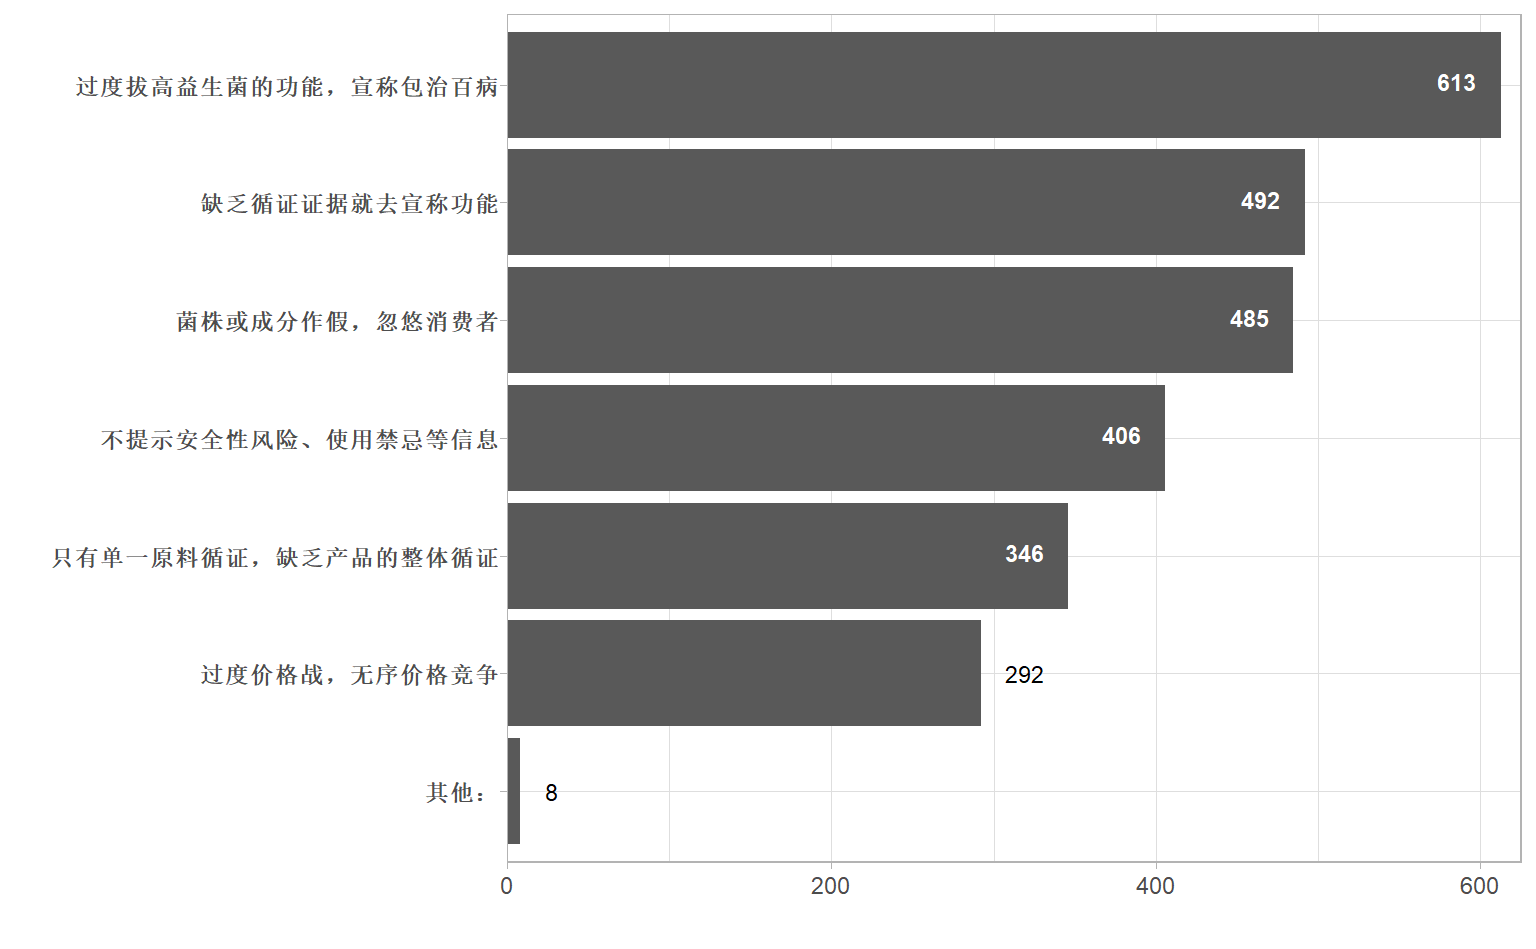 过度拔高益生菌的功能，宣称包治百病
613
缺乏循证证据就去宣称功能
492
菌株或成分作假，忽悠消费者
485
不提示安全性风险、使用禁忌等信息
406
只有单一原料循证，缺乏产品的整体循证
346
过度价格战，无序价格竞争
292
其他：
8
0 200 400 600